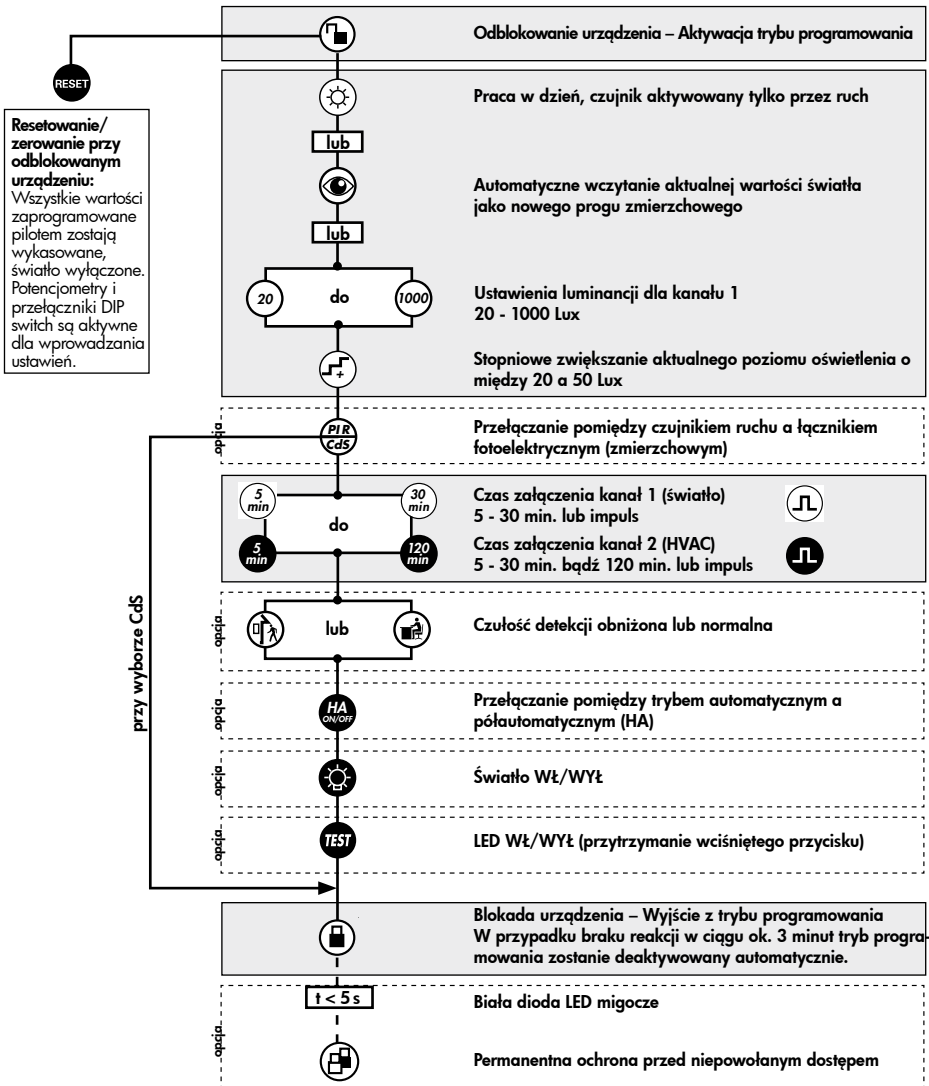 Odblokowanie urządzenia – Aktywacja trybu programowania
RESET
Resetowanie/
zerowanie przy
odblokowanym
urządzeniu:
Wszystkie wartości
zaprogramowane
pilotem zostają
wykasowane,
światło wyłączone.
Potencjometry i
przełączniki DIP
switch są aktywne
dla wprowadzania
ustawień.
Praca w dzień, czujnik aktywowany tylko przez ruch
lub
Automatyczne wczytanie aktualnej wartości światła
jako nowego progu zmierzchowego
lub
20 do 1000
Ustawienia luminancji dla kanału 1
20 - 1000 Lux
Stopniowe zwiększanie aktualnego poziomu oświetlenia o
między 20 a 50 Lux
opcja
PIR
CdS
Przełączanie pomiędzy czujnikiem ruchu a łącznikiem
fotoelektrycznym (zmierzchowym)
5
min
30
min
do
5
min
120
min
Czas załączenia kanał 1 (światło)
5 - 30 min. lub impuls
Czas załączenia kanał 2 (HVAC)
5 - 30 min. bądź 120 min. lub impuls
przy wyborze CdS
opcja
lub
Czułość detekcji obniżona lub normalna
opcja
HA
ON/OFF
Przełączanie pomiędzy trybem automatycznym a
półautomatycznym (HA)
opcja
Światło WŁ/WYŁ
opcja
TEST
LED WŁ/WYŁ (przytrzymanie wciśniętego przycisku)
Blokada urządzenia – Wyjście z trybu programowania
W przypadku braku reakcji w ciągu ok. 3 minut tryb progra-
mowania zostanie deaktywowany automatycznie.
opcja
t < 5 s
Biała dioda LED migocze
Permanentna ochrona przed niepowołanym dostępem